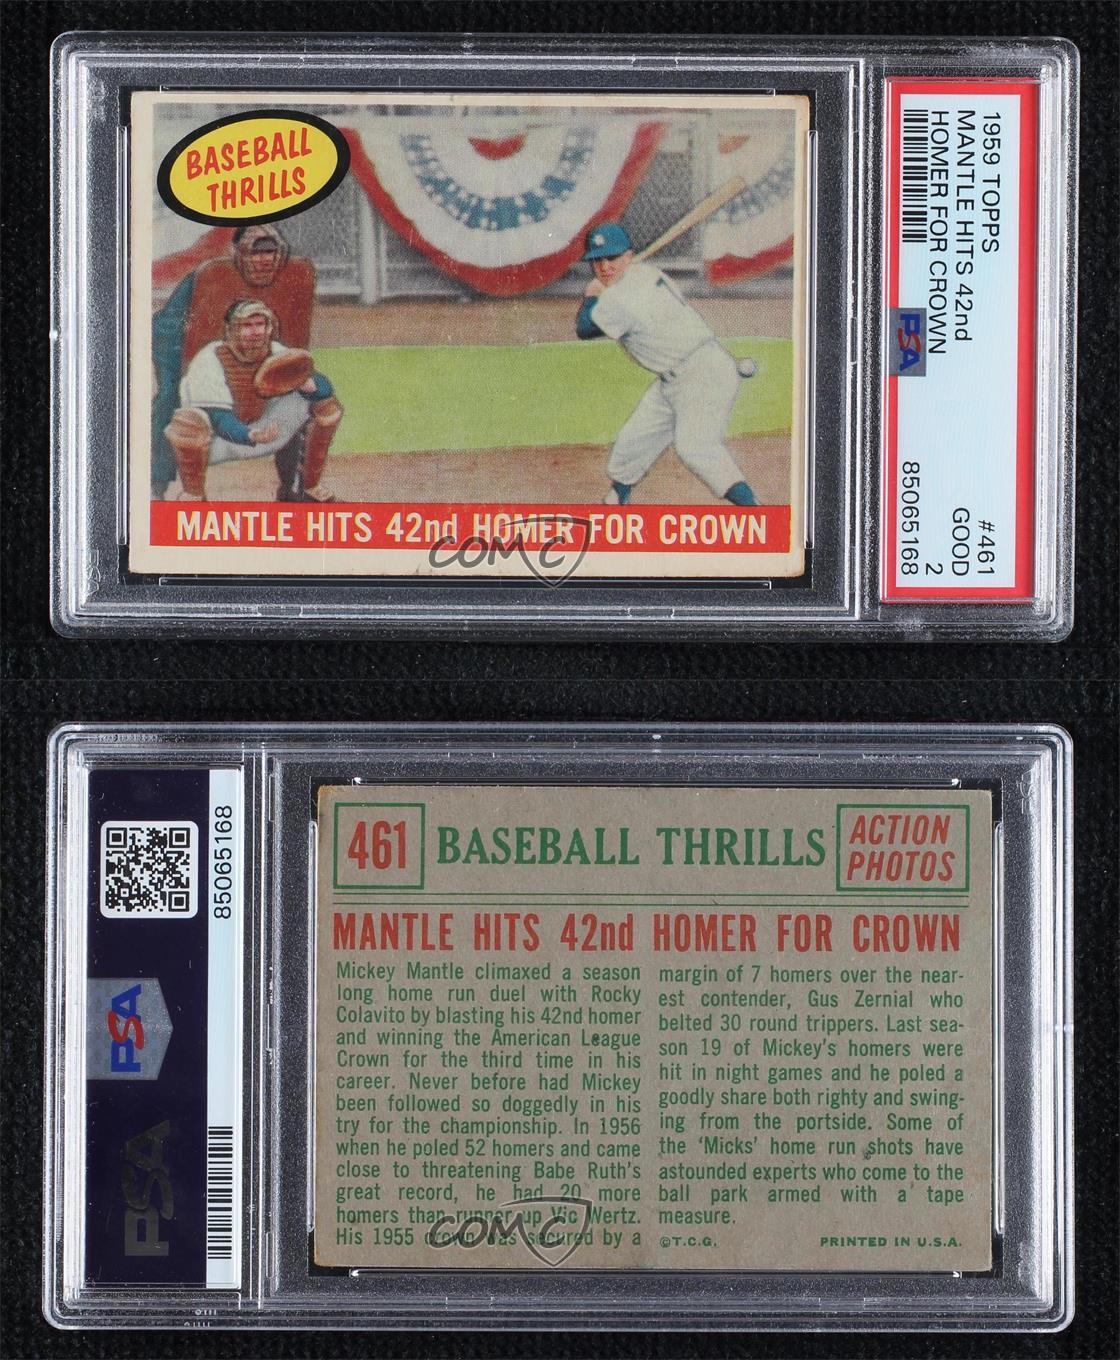 BASEBALL
THRILLS
MANTLE HITS 42nd HOMER FOR CROWN
COMC
1959 TOPPS
MANTLE HITS 42nd
HOMER FOR CROWN
PSA
#461
GOOD
2
85065168
85065168
PSA
PSA
461
BASEBALL THRILLS
ACTION
PHOTOS
MANTLE HITS 42nd HOMER FOR CROWN
Mickey Mantle climaxed a season
long home run duel with Rocky
Colavito by blasting his 42nd homer
and winning the American League
Crown for the third time in his
career. Never before had Mickey
been followed so doggedly in his
try for the championship. In 1956
when he poled 52 homers and came
close to threatening Babe Ruth's
great record, he had 20 more
homers than runner-up Vic Wertz.
His 1955 crown was secured by a
margin of 7 homers over the near-
est contender, Gus Zernial who
belted 30 round trippers. Last sea-
son 19 of Mickey's homers were
hit in night games and he poled a
goodly share both righty and swing-
ing from the portside. Some of
the 'Micks' home run shots have
astounded experts who come to the
ball park armed with a tape
measure.
©T.C.G.
PRINTED IN U.S.A.
COMC